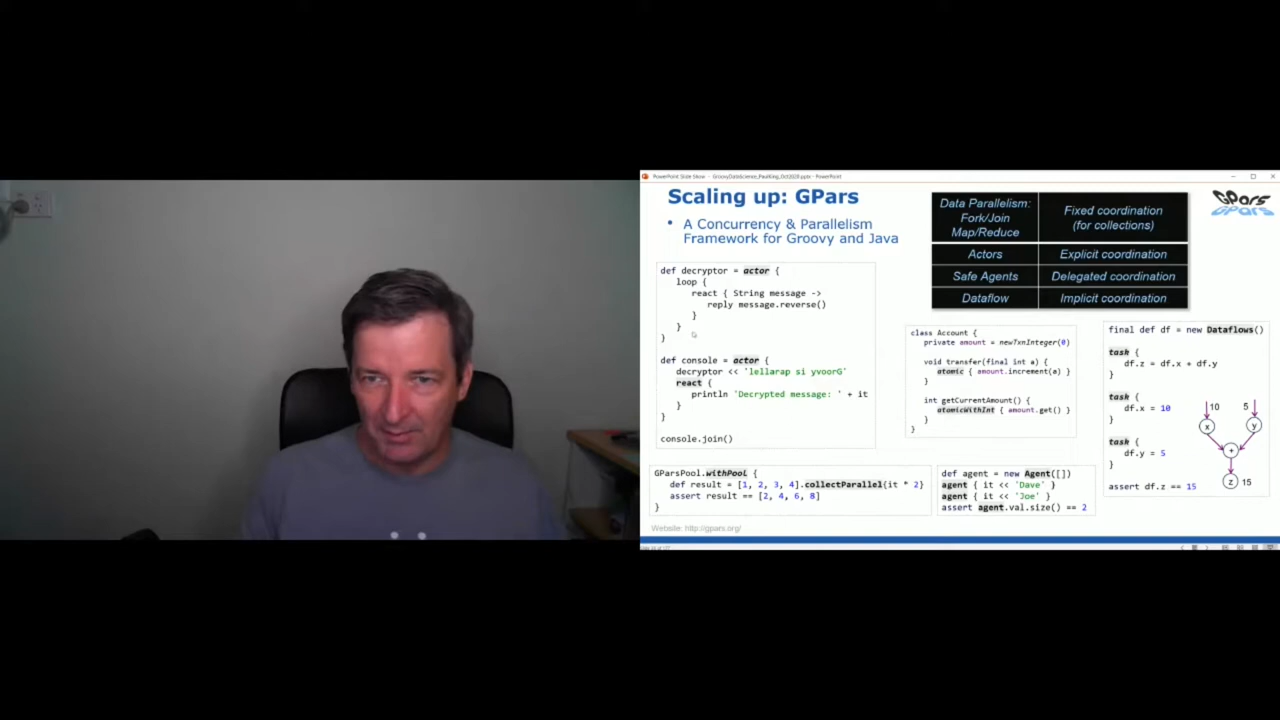 PowerPoint Slide Show - GroovyDataScience_PaulKing_Oct2020.pptx - PowerPoint
Scaling up: GPars
• A Concurrency & Parallelism
Framework for Groovy and Java
Data Parallelism:
Fork/Join
Map/Reduce
Fixed coordination
(for collections)
Actors
Explicit coordination
Safe Agents
Delegated coordination
Dataflow
Implicit coordination
GPars
def decryptor = actor {
loop {
react { String message ->
reply message.reverse()
}
}
}
def console = actor {
decryptor << 'lellarap si yvoorG'
react {
println 'Decrypted message: ' + it
}
}
console.join()
class Account {
private amount = newTxnInteger(0)
void transfer(final int a) {
atomic { amount.increment(a) }
}
int getCurrentAmount() {
atomicWithInt { amount.get() }
}
}
final def df = new Dataflows()
task {
df.z = df.x + df.y
}
task {
df.x = 10
}
task {
df.y = 5
}
assert df.z == 15
10
5
x
y
+
z
15
GParsPool.withPool {
def result = [1, 2, 3, 4].collectParallel{it * 2}
assert result == [2, 4, 6, 8]
}
def agent = new Agent([])
agent { it << 'Dave' }
agent { it << 'Joe' }
assert agent.val.size() == 2
Website: http://gpars.org/